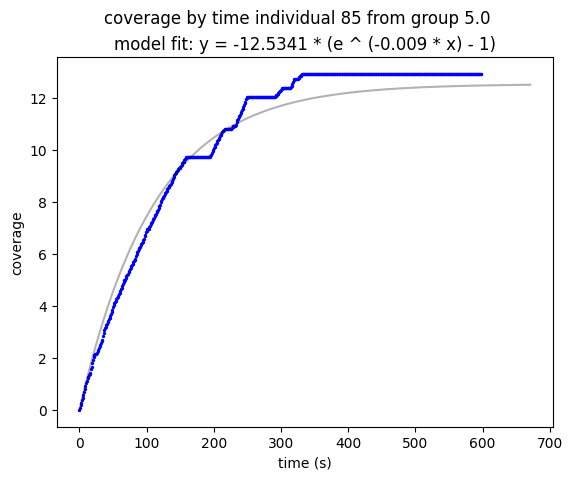 coverage by time individual 85 from group 5.0
model fit: y = -12.5341 * (e ^ (-0.009 * x) - 1)
12
10
8
6
4
2
0
coverage
0 100 200 300 400 500 600 700
time (s)